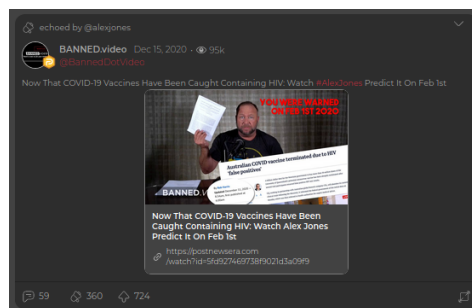 echoed by @alexjones
BANNED.video Dec 15, 2020 · 95k
@BannedDotVideo
Now That COVID-19 Vaccines Have Been Caught Containing HIV: Watch #AlexJones Predict It On Feb 1st
YOU WERE WARNED
ON FEB 1ST 2020
Australian COVID vaccine terminated due to HIV
'false positives'
BANNED.V
Now That COVID-19 Vaccines Have Been
Caught Containing HIV: Watch Alex Jones
Predict It On Feb 1st
https://postnewsera.com
/watch?id=5fd927469738f9021d3a09f9
59 360 724